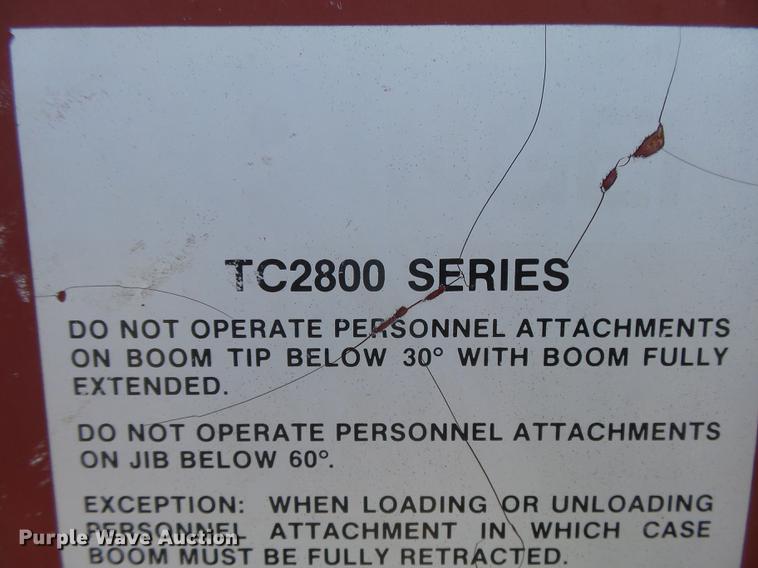 TC2800 SERIES
DO NOT OPERATE PERSONNEL ATTACHMENTS
ON BOOM TIP BELOW 30° WITH BOOM FULLY
EXTENDED.
DO NOT OPERATE PERSONNEL ATTACHMENTS
ON JIB BELOW 60°.
EXCEPTION: WHEN LOADING OR UNLOADING
PERSONNEL ATTACHMENT IN WHICH CASE
BOOM MUST BE FULLY RETRACTED.
Purple Wave Auction